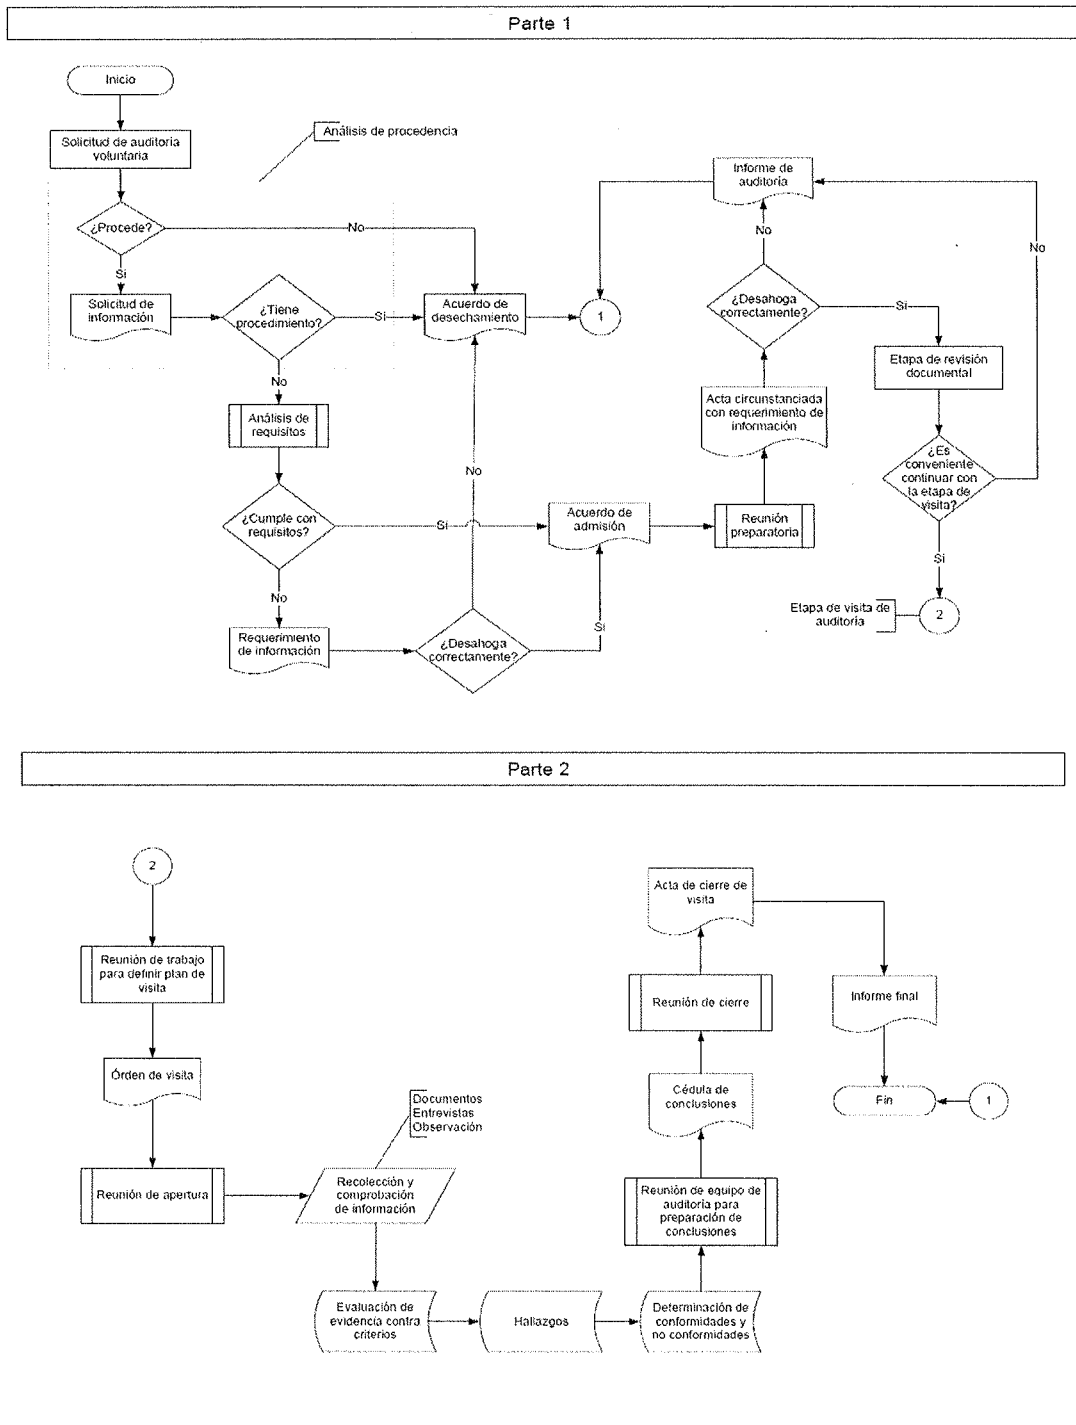 Parte 1
Inicio
Solicitud de auditoría
voluntaria
Análisis de procedencia
¿Procede?
No
Si
Solicitud de
información
¿Tiene
procedimiento?
Si
Acuerdo de
desechamiento
1
No
Análisis de
requisitos
¿Cumple con
requisitos?
Si
Acuerdo de
admisión
No
Requerimiento
de información
¿Desahoga
correctamente?
No
Si
Reunión
preparatoria
Acta circunstanciada
con requerimiento de
información
¿Desahoga
correctamente?
No
Informe de
auditoría
Si
Etapa de revisión
documental
¿Es
conveniente
continuar con
la etapa de
visita?
No
Si
2
Etapa de visita de
auditoría
Parte 2
2
Reunión de trabajo
para definir plan de
visita
Órden de visita
Reunión de apertura
Documentos
Entrevistas
Observación
Recolección y
comprobación
de información
Evaluación de
evidencia contra
criterios
Hallazgos
Determinación de
conformidades y
no conformidades
Reunión de equipo de
auditoría para
preparación de
conclusiones
Cédula de
conclusiones
Reunión de cierre
Acta de cierre de
visita
Informe final
Fin
1